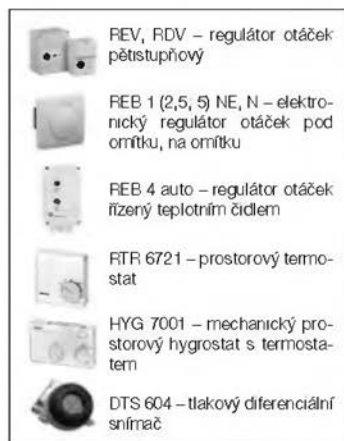 REV, RDV – regulátor otáček
pětistupňový
REB 1 (2,5, 5) NE, N – elektro-
nický regulátor otáček pod
omítku, na omítku
REB 4 auto – regulátor otáček
řízený teplotním čidlem
RTR 6721 – prostorový termo-
stat
HYG 7001 – mechanický pro-
storový hygrostat s termosta-
tem
DTS 604 – tlakový diferenciální
snímač